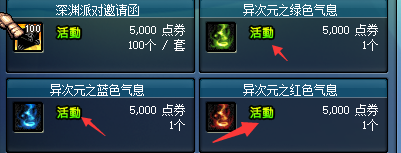 深渊派对邀请函
100
活動
5,000 点券
100个 / 套
异次元之绿色气息
活動
5,000 点券
1个
异次元之蓝色气息
活動
5,000 点券
1个
异次元之红色气息
活動
5,000 点券
1个